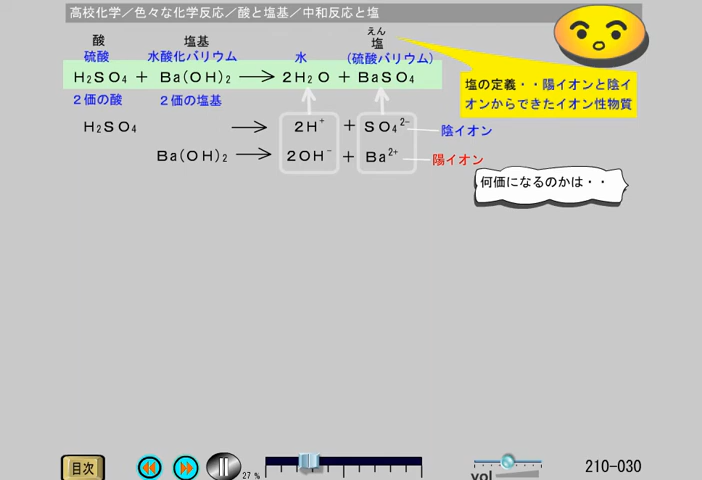 高校化学／色々な化学反応／酸と塩基／中和反応と塩
酸 塩基 えん
硫酸 水酸化バリウム 水 塩
(硫酸バリウム)
H₂SO₄ + Ba(OH)₂ → 2H₂O + BaSO₄
２価の酸 ２価の塩基
塩の定義・・陽イオンと陰イ
オンからできたイオン性物質
H₂SO₄ → 2H⁺ + SO₄²⁻ 陰イオン
Ba(OH)₂ → 2OH⁻ + Ba²⁺ 陽イオン
何価になるのかは・・
目次 27 % vol 210-030